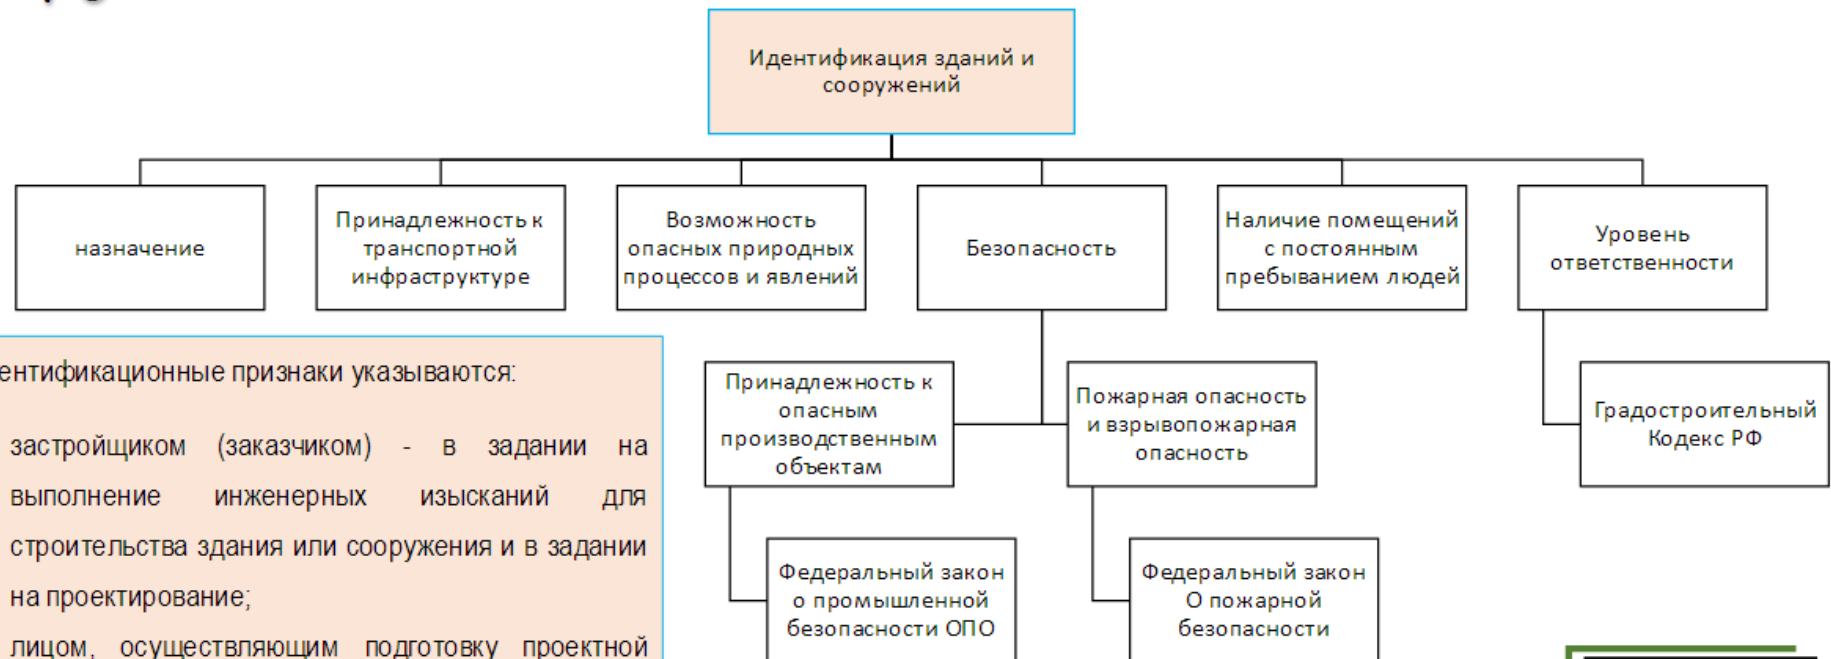 Идентификация зданий и
сооружений
назначение
Принадлежность к
транспортной
инфраструктуре
Возможность
опасных природных
процессов и явлений
Безопасность
Наличие помещений
с постоянным
пребыванием людей
Уровень
ответственности
ентификационные признаки указываются:
застройщиком (заказчиком) - в задании на
выполнение инженерных изысканий для
строительства здания или сооружения и в задании
на проектирование;
лицом, осуществляющим подготовку проектной
Принадлежность к
опасным
производственным
объектам
Пожарная опасность
и взрывопожарная
опасность
Градостроительный
Кодекс РФ
Федеральный закон
о промышленной
безопасности ОПО
Федеральный закон
О пожарной
безопасности